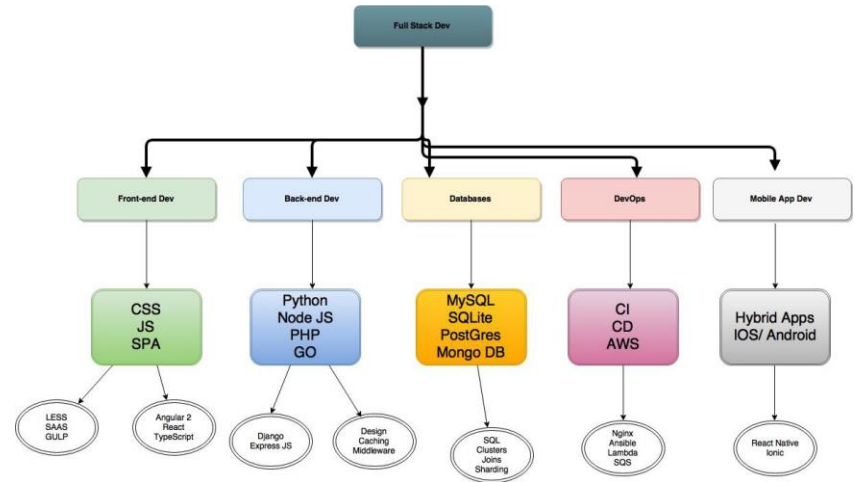 Full Stack Dev
Front-end Dev
Back-end Dev
Databases
DevOps
Mobile App Dev
CSS
JS
SPA
Python
Node JS
PHP
GO
MySQL
SQLite
PostGres
Mongo DB
CI
CD
AWS
Hybrid Apps
IOS/ Android
LESS
SAAS
GULP
Angular 2
React
TypeScript
Django
Express JS
Design
Caching
Middleware
SQL
Clusters
Joins
Sharding
Nginx
Ansible
Lambda
SQS
React Native
Ionic